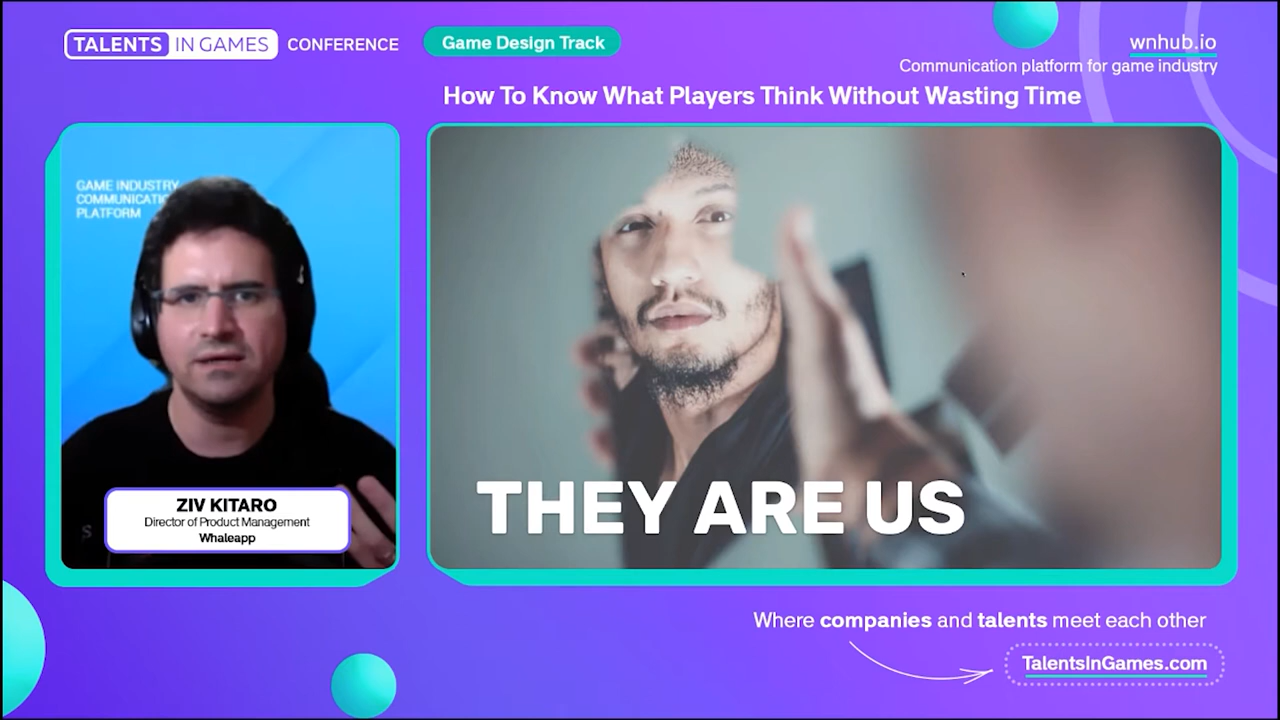 TALENTS IN GAMES CONFERENCE
Game Design Track
wnhub.io
Communication platform for game industry
How To Know What Players Think Without Wasting Time
GAME INDUSTRY
COMMUNICATI
PLATFORM
THEY ARE US
ZIV KITARO
Director of Product Management
Whaleapp
Where companies and talents meet each other
TalentsInGames.com